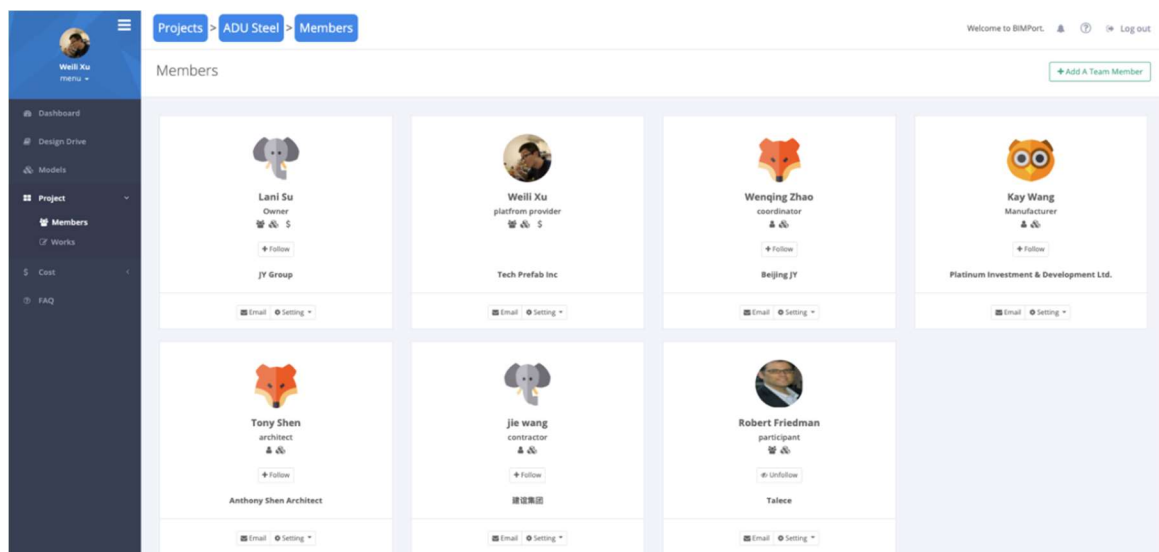 Projects > ADU Steel > Members
Welcome to BIMPort.
Log out
Weili Xu
menu
Members
+ Add A Team Member
Dashboard
Design Drive
Models
Project
Members
Works
$ Cost
FAQ
Lani Su
Owner
$
+ Follow
JY Group
Email Setting
Weili Xu
platfrom provider
$
Tech Prefab Inc
Email Setting
Wenqing Zhao
coordinator
+ Follow
Beijing JY
Email Setting
Kay Wang
Manufacturer
+ Follow
Platinum Investment & Development Ltd.
Email Setting
Tony Shen
architect
+ Follow
Anthony Shen Architect
Email Setting
jie wang
contractor
+ Follow
建谊集团
Email Setting
Robert Friedman
participant
Unfollow
Talece
Email Setting